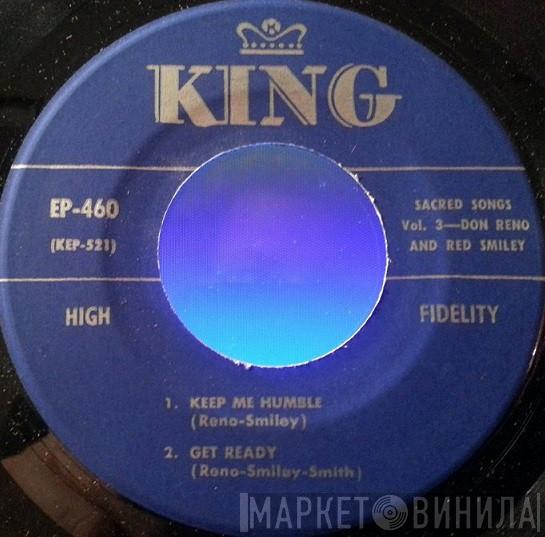 KING
EP-460
(KEP-521)
SACRED SONGS
Vol. 3—DON RENO
AND RED SMILEY
HIGH
FIDELITY
1. KEEP ME HUMBLE
(Reno-Smiley)
2. GET READY
(Reno-Smiley-Smith)
МАРКЕТ ВИНИЛА